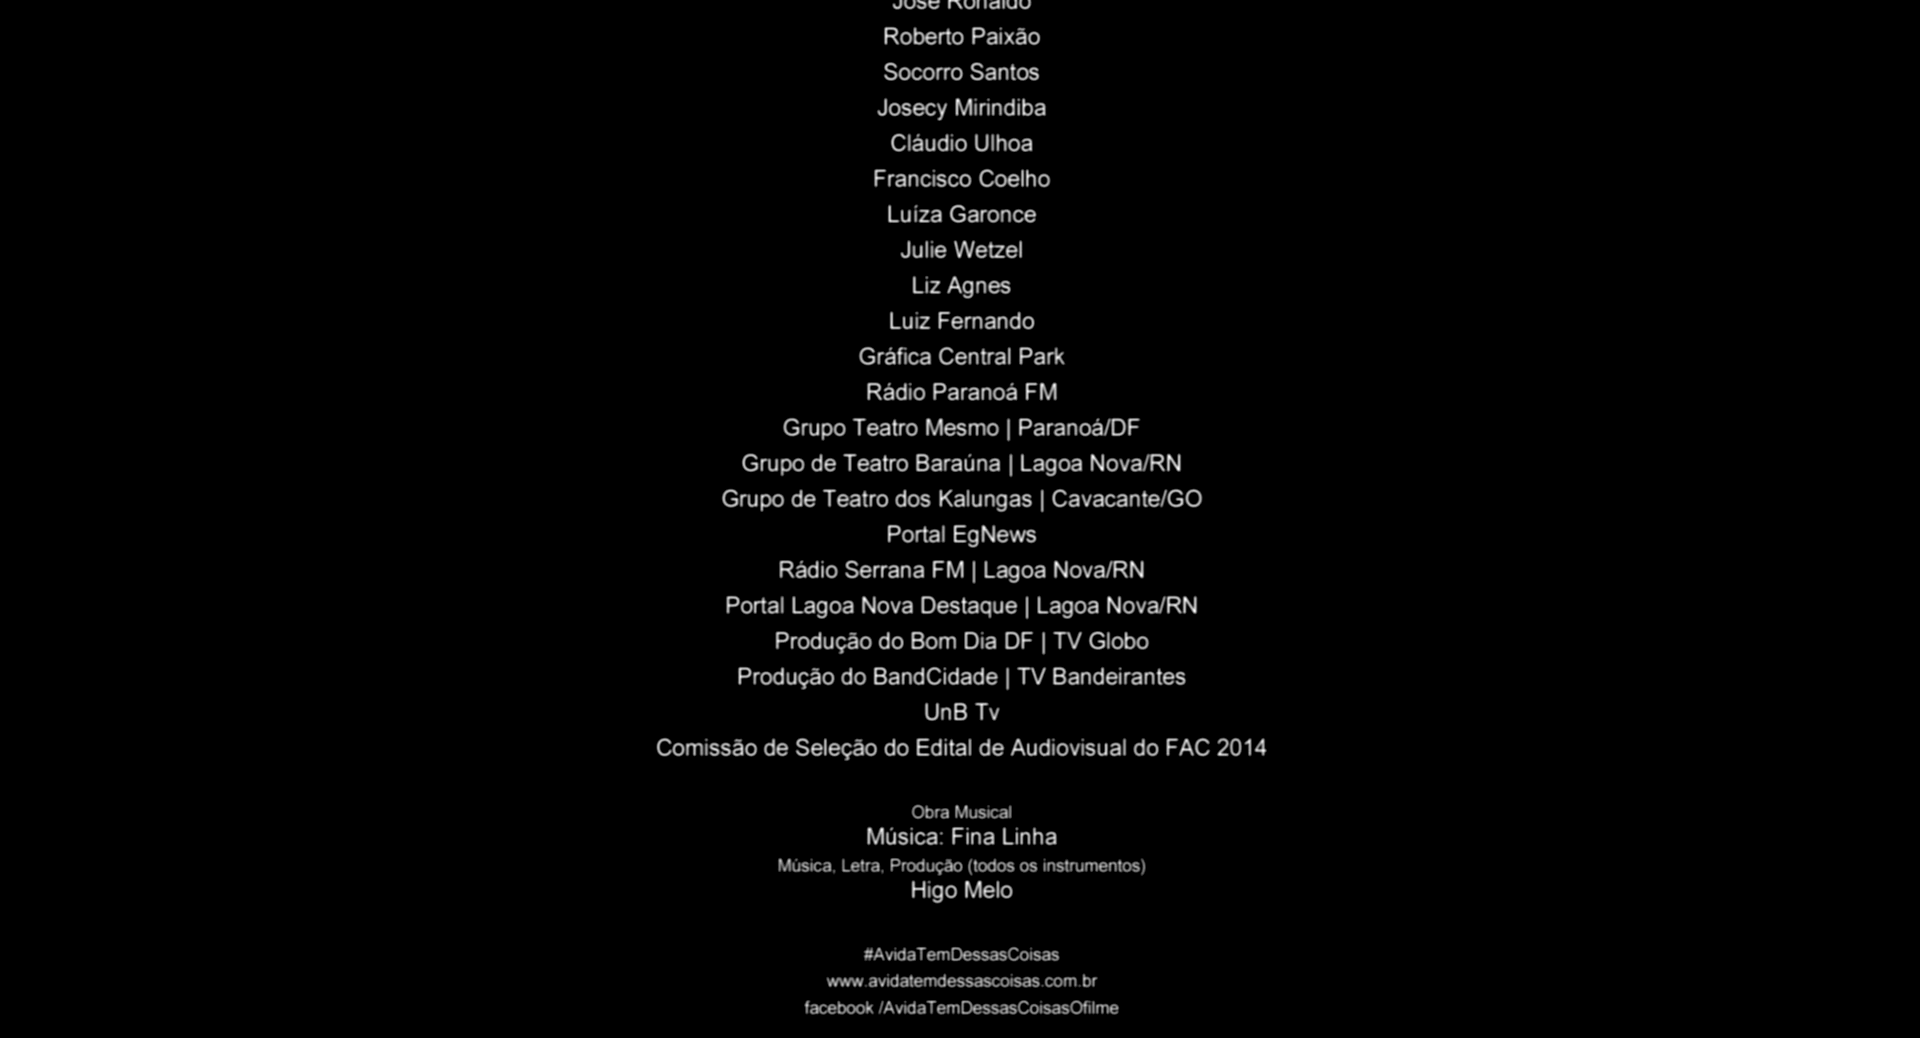 José Ronaldo
Roberto Paixão
Socorro Santos
Josecy Mirindiba
Cláudio Ulhoa
Francisco Coelho
Luíza Garonce
Julie Wetzel
Liz Agnes
Luiz Fernando
Gráfica Central Park
Rádio Paranoá FM
Grupo Teatro Mesmo | Paranoá/DF
Grupo de Teatro Baraúna | Lagoa Nova/RN
Grupo de Teatro dos Kalungas | Cavacante/GO
Portal EgNews
Rádio Serrana FM | Lagoa Nova/RN
Portal Lagoa Nova Destaque | Lagoa Nova/RN
Produção do Bom Dia DF | TV Globo
Produção do BandCidade | TV Bandeirantes
UnB Tv
Comissão de Seleção do Edital de Audiovisual do FAC 2014
Obra Musical
Música: Fina Linha
Música, Letra, Produção (todos os instrumentos)
Higo Melo
#AvidaTemDessasCoisas
www.avidatemdessascoisas.com.br
facebook /AvidaTemDessasCoisasOfilme